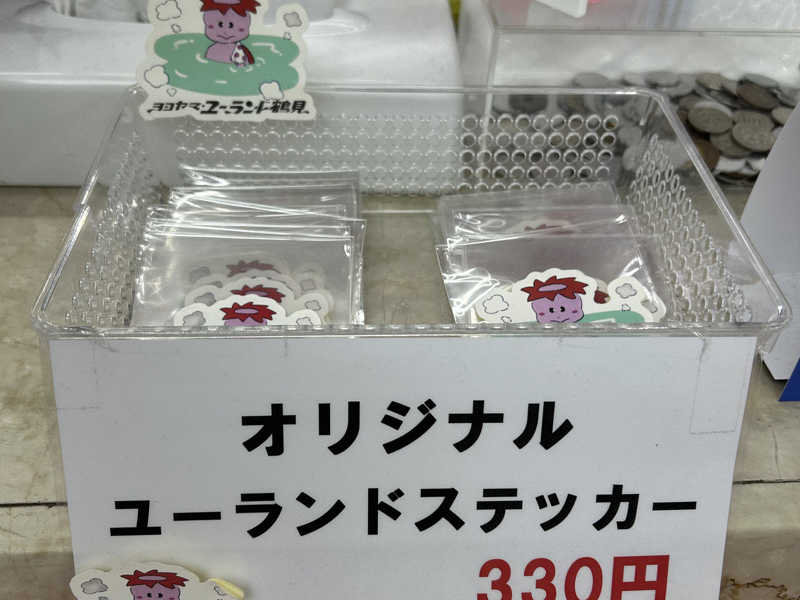 ヨコヤマ・ユーランド鶴見
オリジナル
ユーランドステッカー
330円